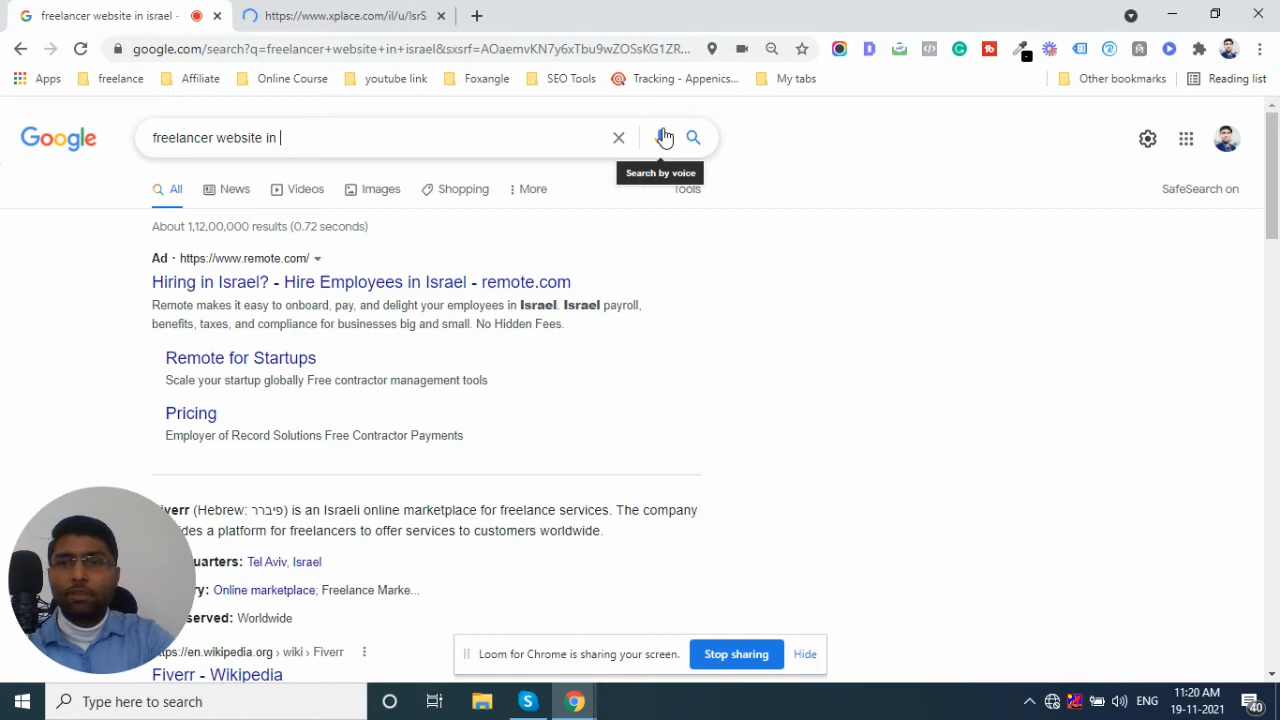 freelancer website in israel -
https://www.xplace.com/il/u/IsrS
google.com/search?q=freelancer+website+in+israel&sxsrf=AOaemvKN7y6xTbu9wZOSsKG1ZR...
Apps
freelance
Affiliate
Online Course
youtube link
Foxangle
SEO Tools
Tracking - Appenics...
My tabs
Other bookmarks
Reading list
Google
freelancer website in
Search by voice
All
News
Videos
Images
Shopping
More
Tools
SafeSearch on
About 1,12,00,000 results (0.72 seconds)
Ad · https://www.remote.com/
Hiring in Israel? - Hire Employees in Israel - remote.com
Remote makes it easy to onboard, pay, and delight your employees in Israel. Israel payroll,
benefits, taxes, and compliance for businesses big and small. No Hidden Fees.
Remote for Startups
Scale your startup globally Free contractor management tools
Pricing
Employer of Record Solutions Free Contractor Payments
iverr (Hebrew: פיברר) is an Israeli online marketplace for freelance services. The company
ides a platform for freelancers to offer services to customers worldwide.
quarters: Tel Aviv, Israel
ry: Online marketplace; Freelance Marke...
served: Worldwide
ps://en.wikipedia.org › wiki › Fiverr
Fiverr - Wikipedia
Loom for Chrome is sharing your screen.
Stop sharing
Hide
Type here to search
ENG
11:20 AM
19-11-2021
40